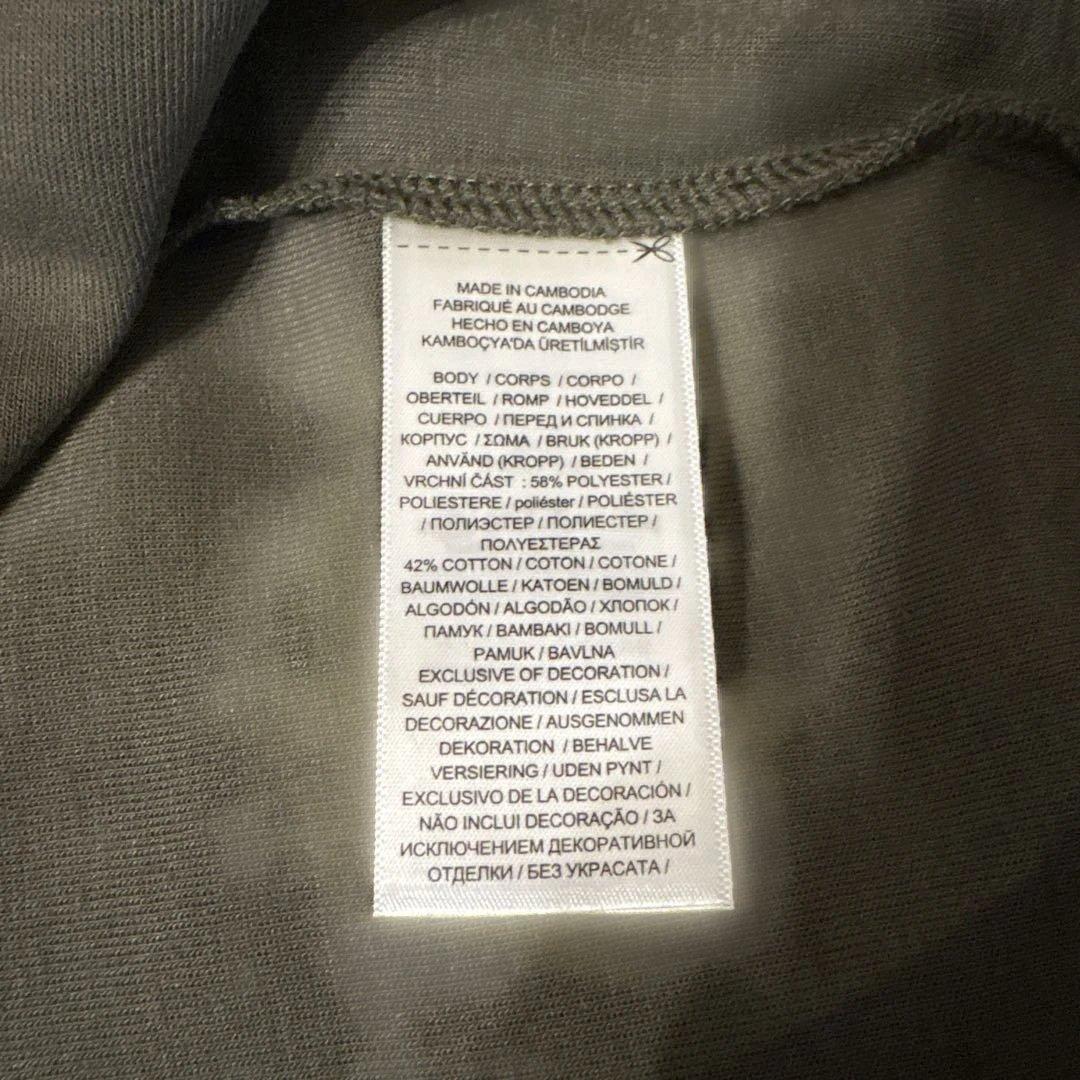 MADE IN CAMBODIA
FABRIQUÉ AU CAMBODGE
HECHO EN CAMBOYA
KAMBOÇYA'DA ÜRETİLMİŞTİR
BODY / CORPS / CORPO /
OBERTEIL / ROMP / HOVEDDEL /
CUERPO / ПЕРЕД И СПИНКА /
КОРПУС / ΣΩΜΑ / BRUK (KROPP) /
ANVÄND (KROPP) / BEDEN /
VRCHNÍ ČÁST : 58% POLYESTER /
POLIESTERE / poliéster / POLIÉSTER
/ ПОЛИЭСТЕР / ПОЛИЕСТЕР /
ΠΟΛΥΕΣΤΕΡΑΣ
42% COTTON / COTON / COTONE /
BAUMWOLLE / KATOEN / BOMULD /
ALGODÓN / ALGODÃO / ХЛОПОК /
ПАМУК / ΒΑΜΒΑΚΙ / BOMULL /
PAMUK / BAVLNA
EXCLUSIVE OF DECORATION /
SAUF DÉCORATION / ESCLUSA LA
DECORAZIONE / AUSGENOMMEN
DEKORATION / BEHALVE
VERSIERING / UDEN PYNT /
EXCLUSIVO DE LA DECORACIÓN /
NÃO INCLUI DECORAÇÃO / ЗА
ИСКЛЮЧЕНИЕМ ДЕКОРАТИВНОЙ
ОТДЕЛКИ / БЕЗ УКРАСАТА /